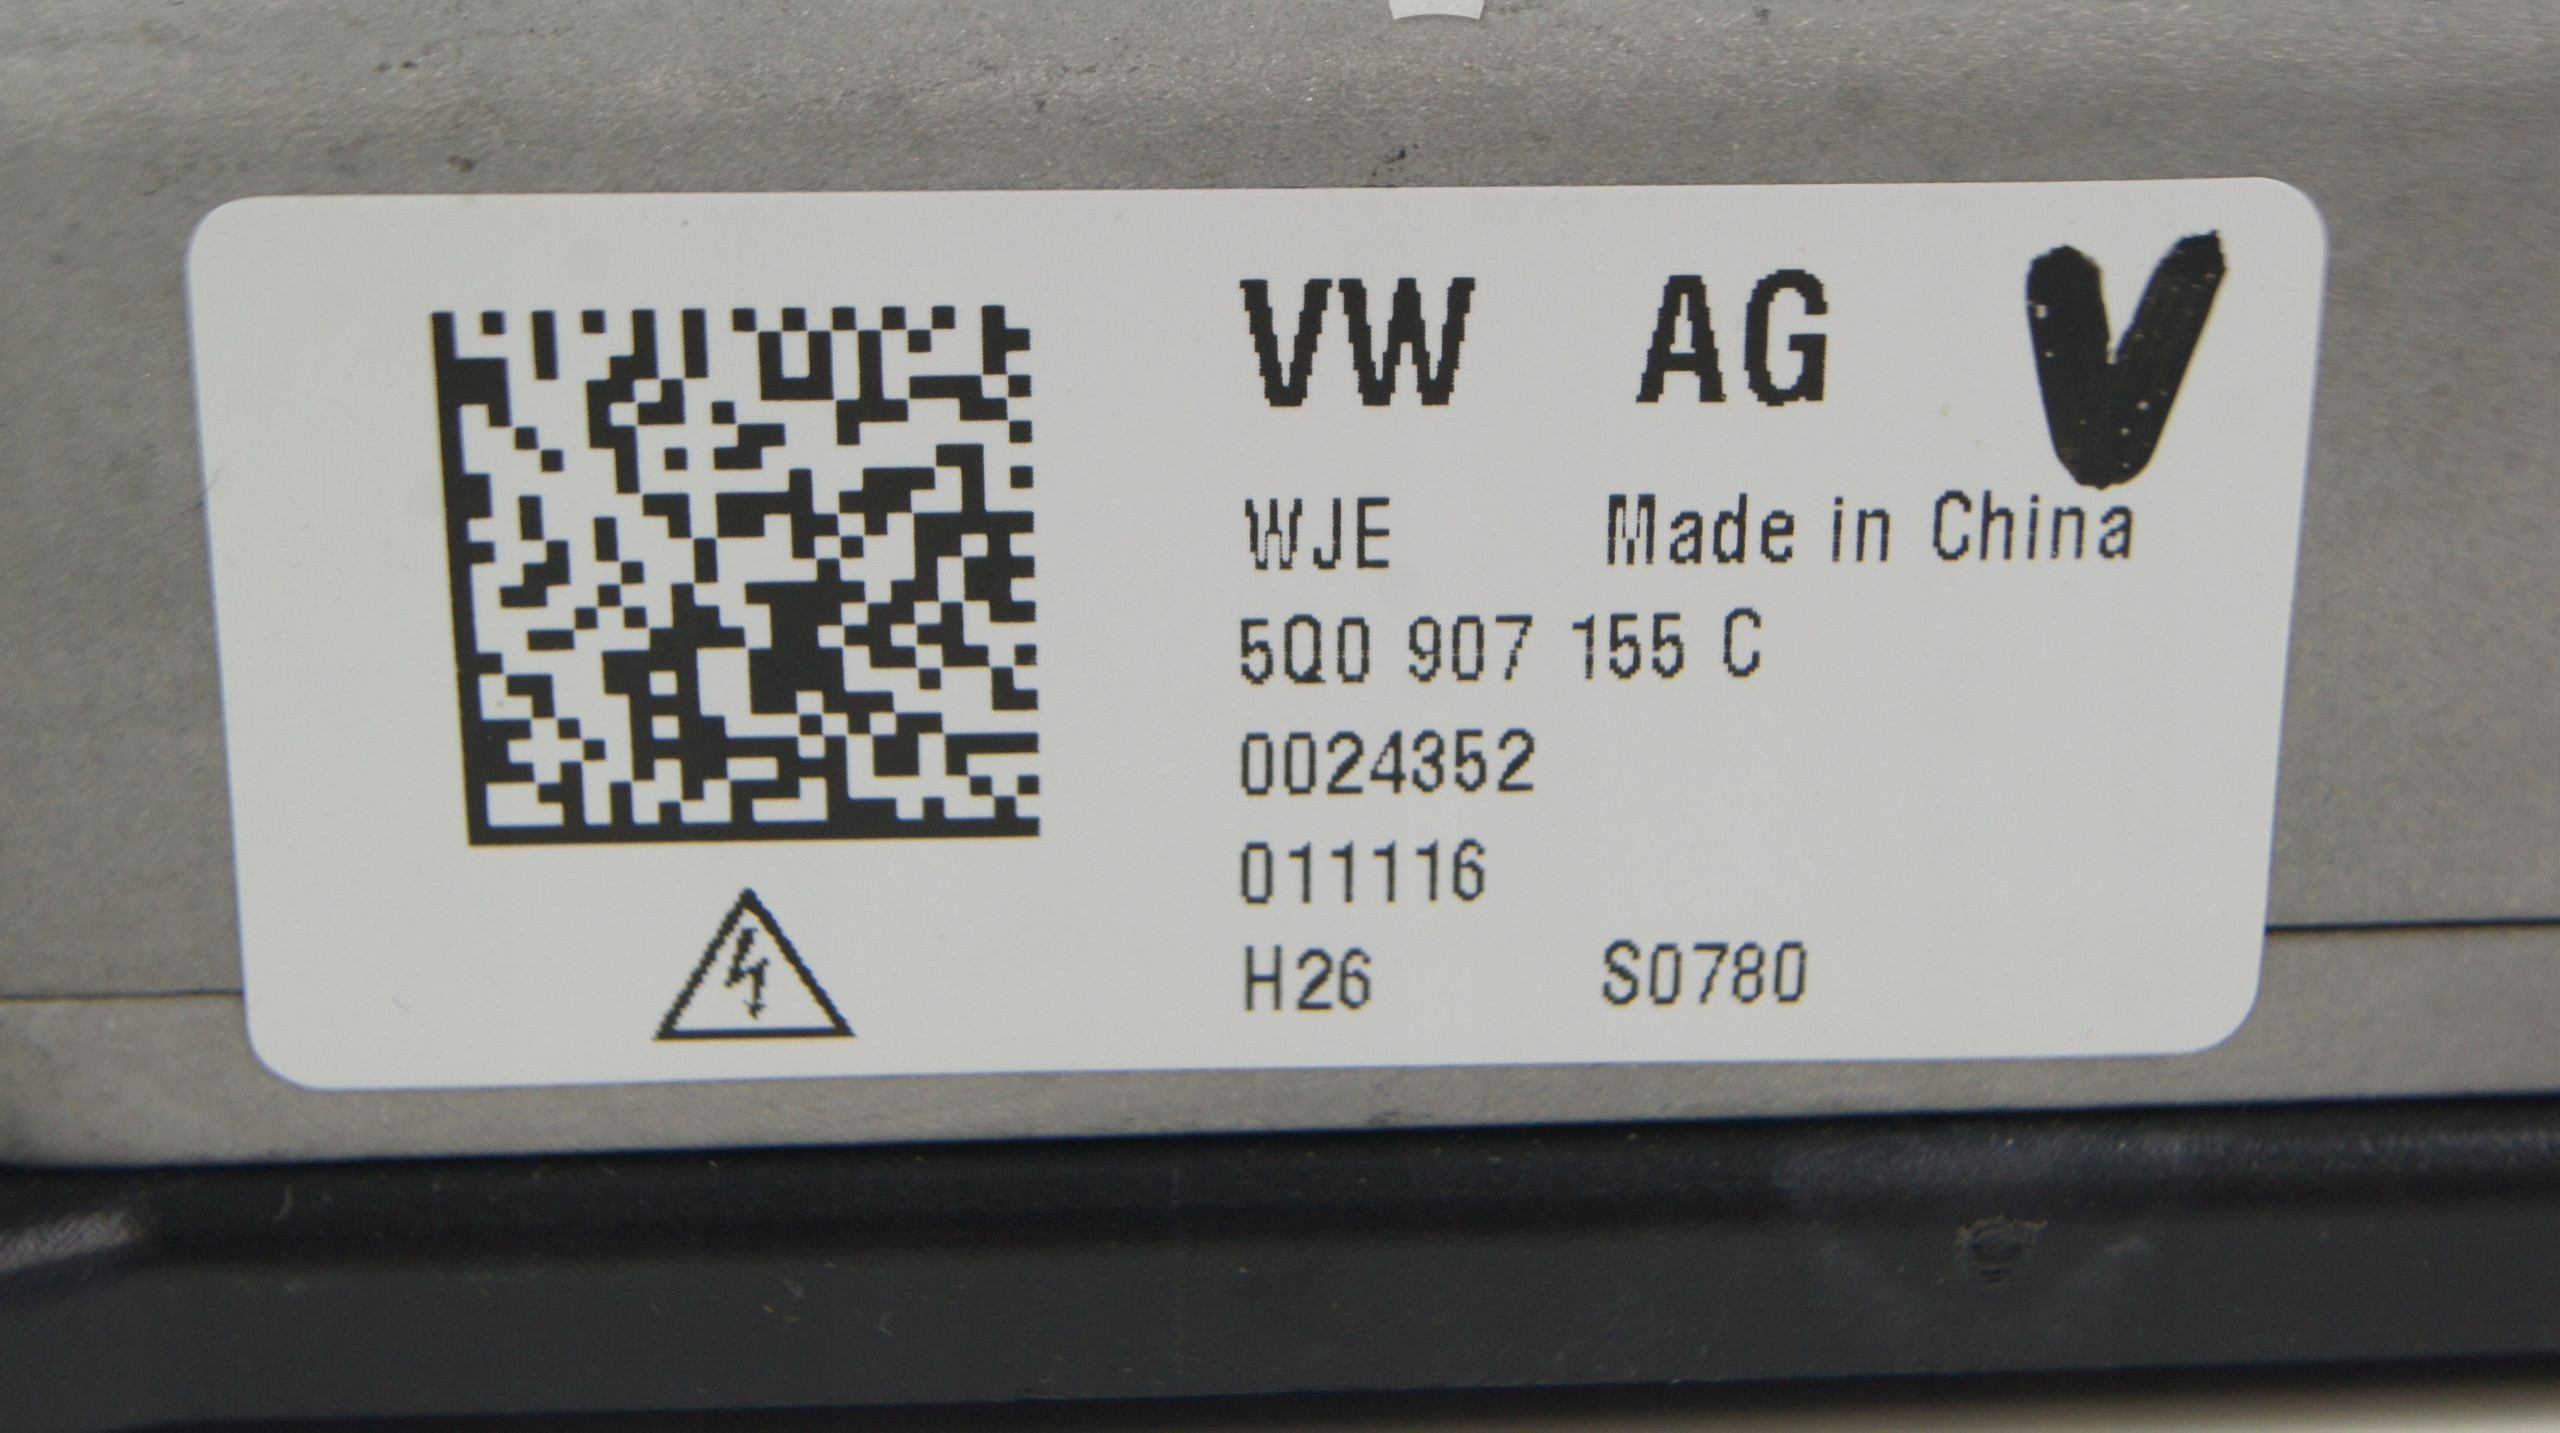 VW AG V
WJE Made in China
5Q0 907 155 C
0024352
011116
H26 S0780